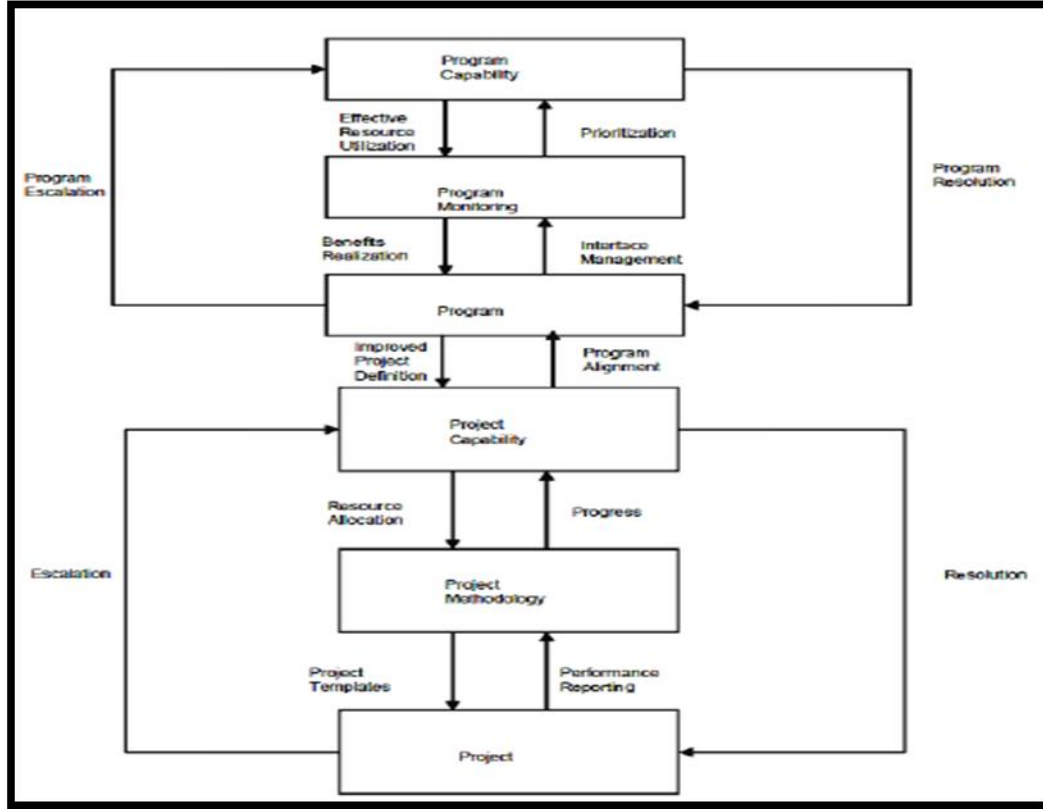 Program
Capability
Effective
Resource
Utilization
Prioritization
Program
Escalation
Program
Resolution
Program
Monitoring
Benefits
Realization
Interface
Management
Program
Improved
Project
Definition
Program
Alignment
Project
Capability
Resource
Allocation
Progress
Escalation
Resolution
Project
Methodology
Project
Templates
Performance
Reporting
Project